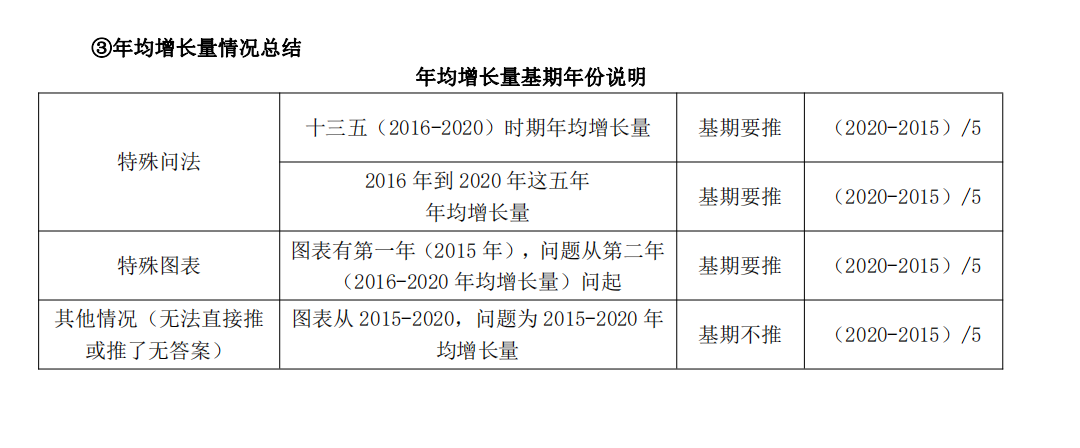 ③年均增长量情况总结
年均增长量基期年份说明
特殊问法
十三五（2016-2020）时期年均增长量
基期要推
（2020-2015）/5
2016 年到 2020 年这五年
年均增长量
基期要推
（2020-2015）/5
特殊图表
图表有第一年（2015 年），问题从第二年
（2016-2020 年均增长量）问起
基期要推
（2020-2015）/5
其他情况（无法直接推
或推了无答案）
图表从 2015-2020，问题为 2015-2020 年
均增长量
基期不推
（2020-2015）/5